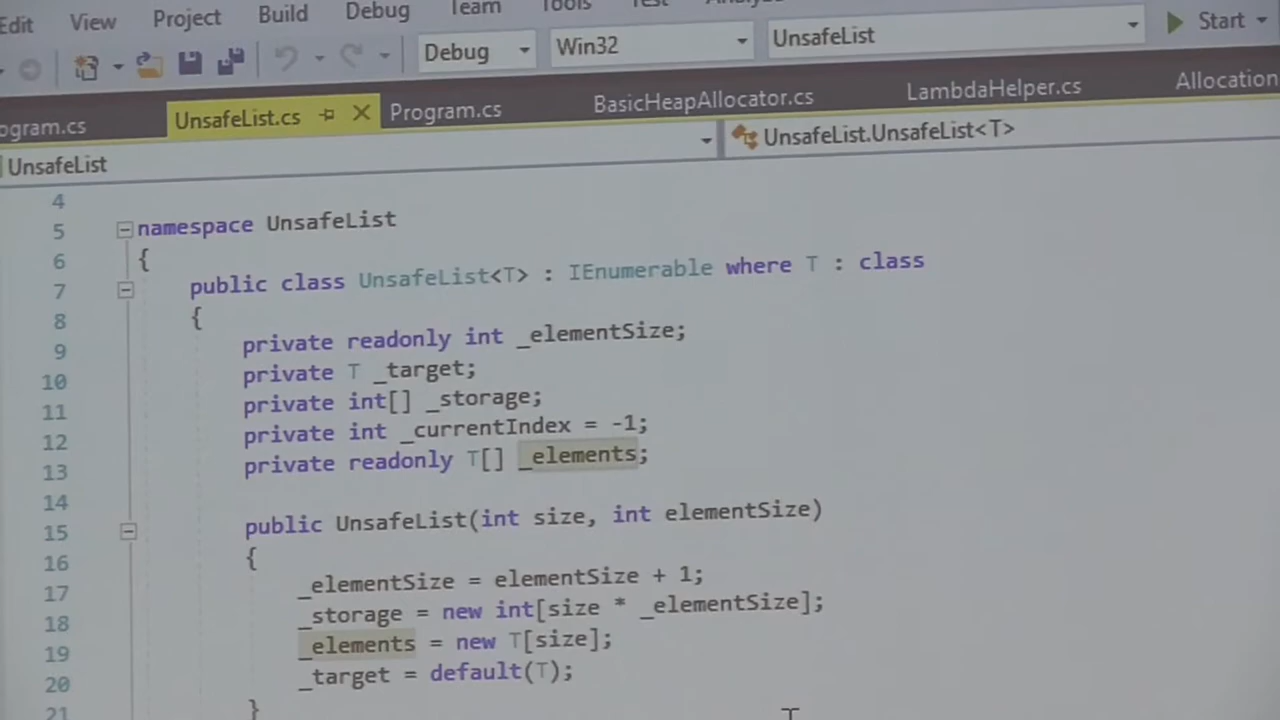 Edit View Project Build Debug Team Tools Test
Debug Win32 UnsafeList Start
ogram.cs UnsafeList.cs Program.cs BasicHeapAllocator.cs LambdaHelper.cs Allocation
UnsafeList UnsafeList.UnsafeList<T>
4
5 namespace UnsafeList
6 {
7 public class UnsafeList<T> : IEnumerable where T : class
8 {
9 private readonly int _elementSize;
10 private T _target;
11 private int[] _storage;
12 private int _currentIndex = -1;
13 private readonly T[] _elements;
14
15 public UnsafeList(int size, int elementSize)
16 {
17 _elementSize = elementSize + 1;
18 _storage = new int[size * _elementSize];
19 _elements = new T[size];
20 _target = default(T);
21 }